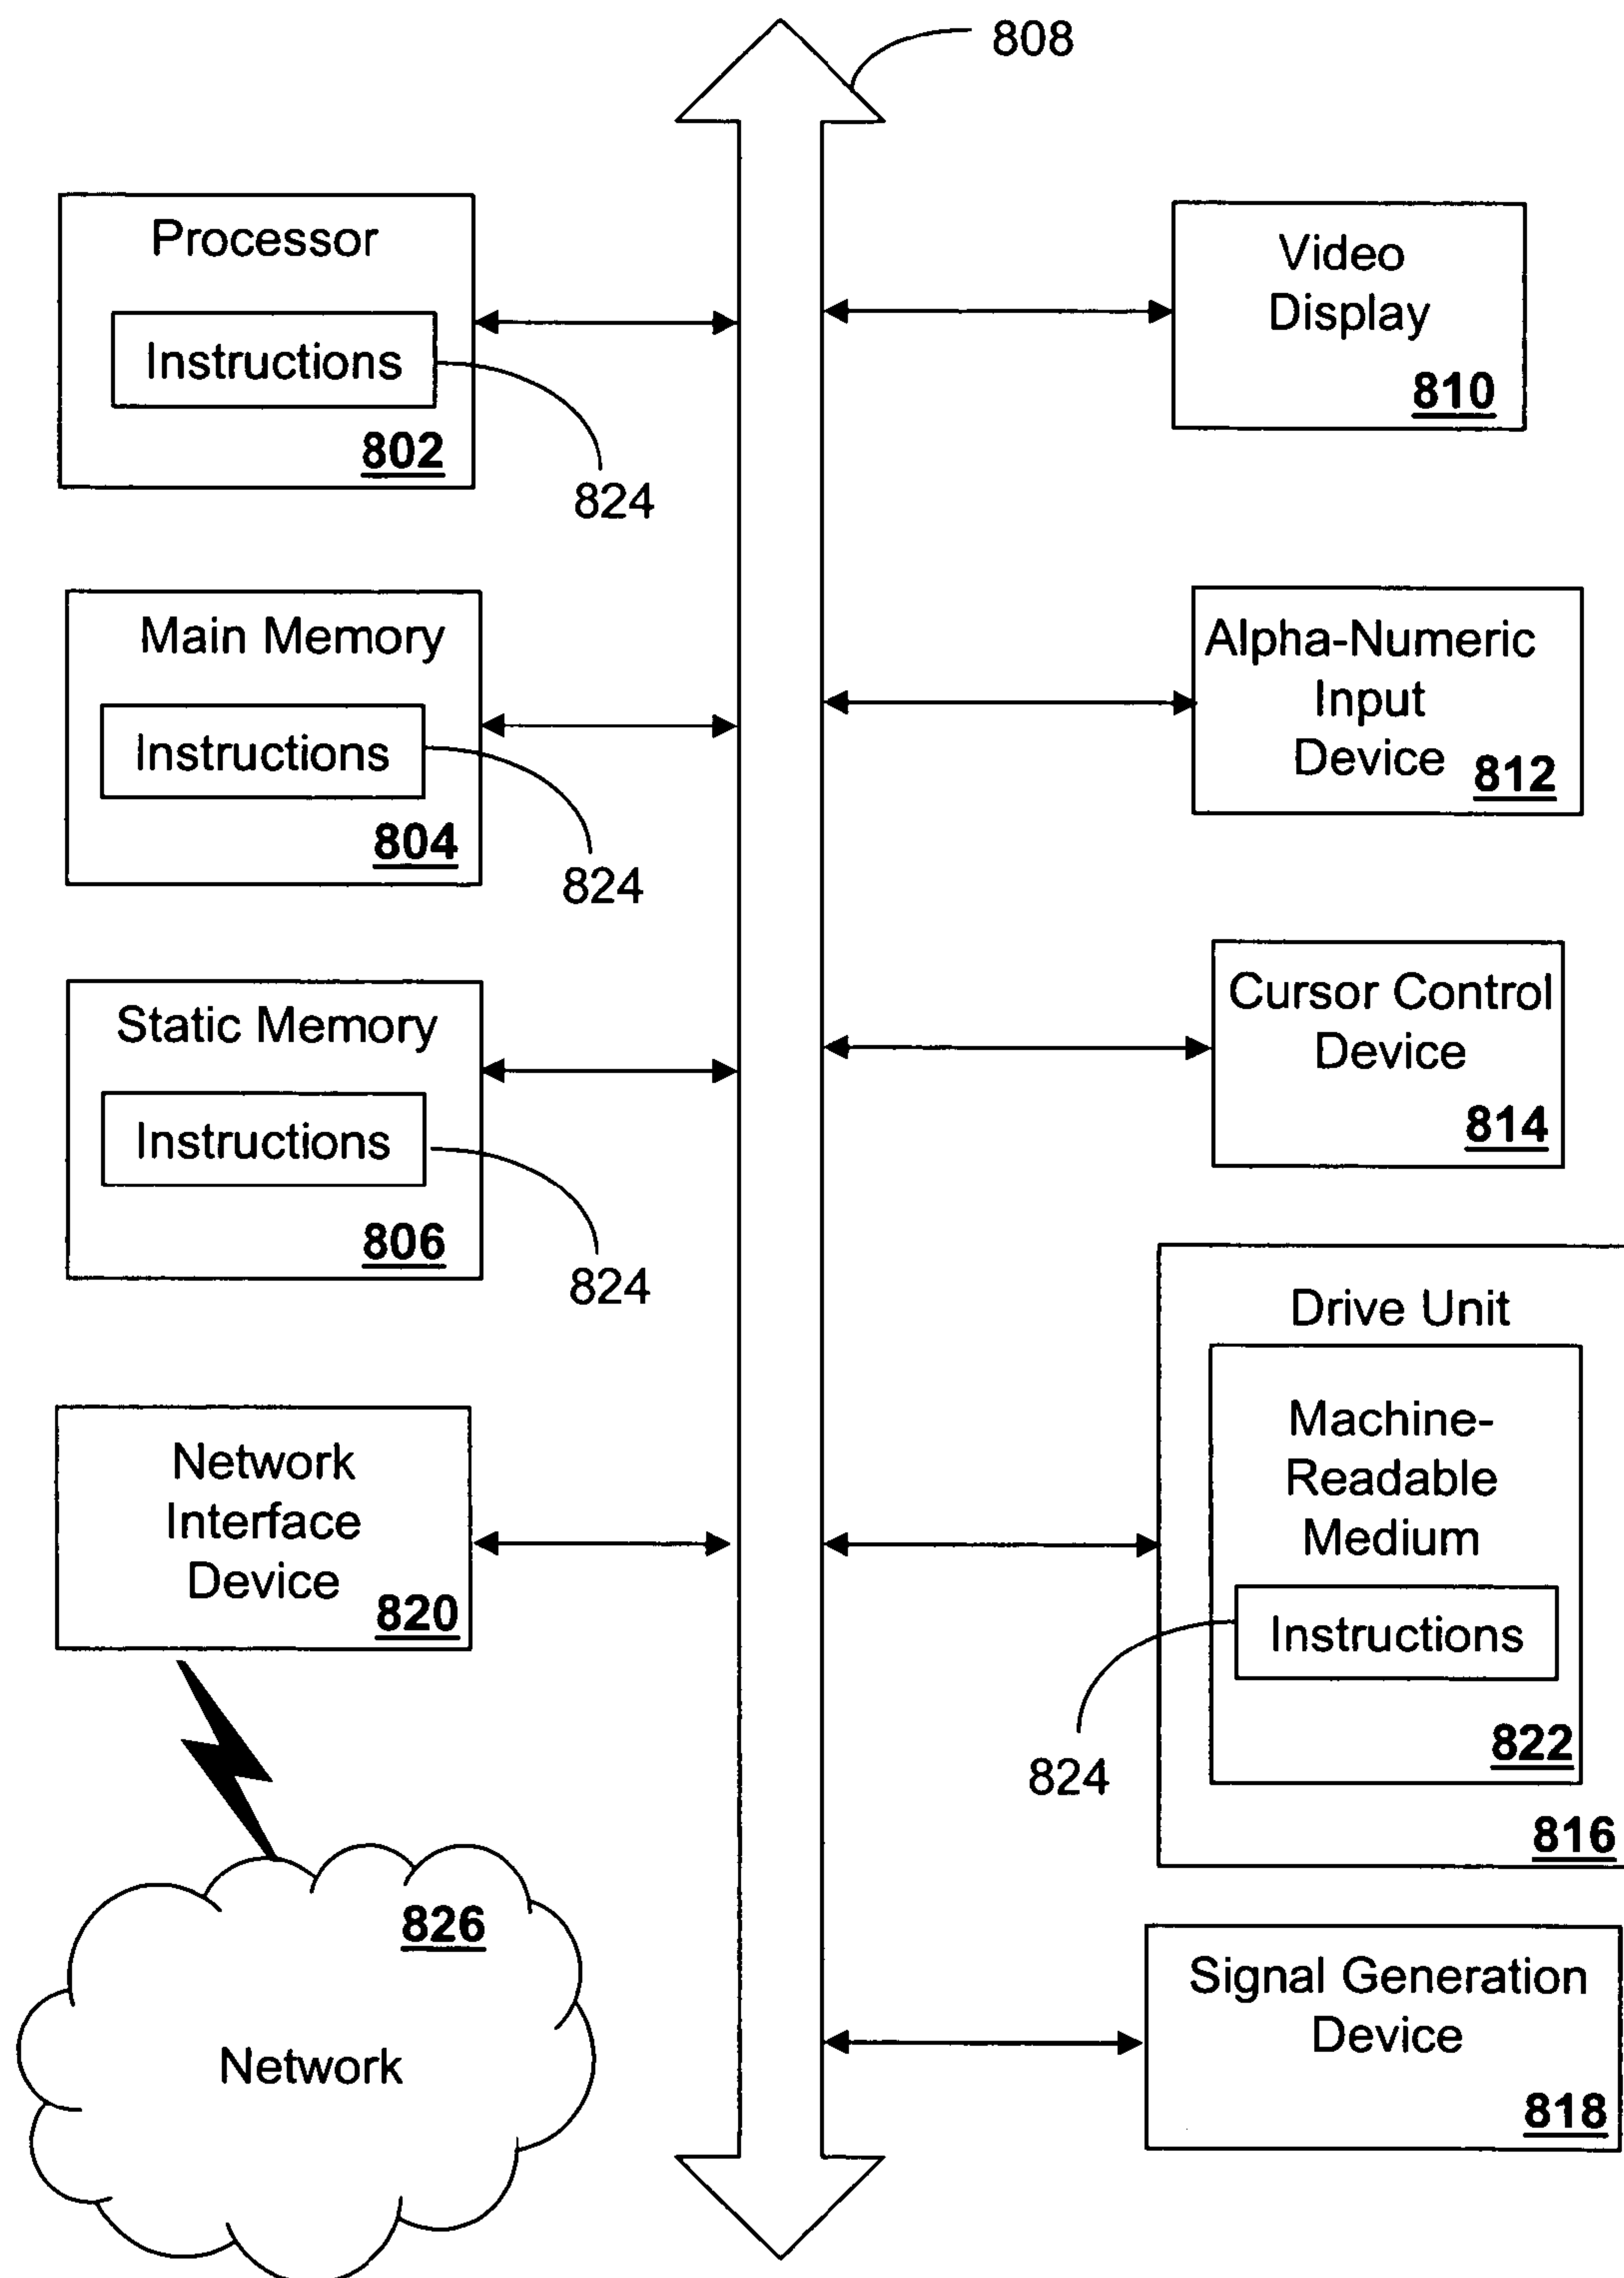 808
Processor
Instructions
802
824
Main Memory
Instructions
804
824
Static Memory
Instructions
806
824
Network
Interface
Device
820
826
Network
Video
Display
810
Alpha-Numeric
Input
Device
812
Cursor Control
Device
814
Drive Unit
Machine-
Readable
Medium
Instructions
824
822
816
Signal Generation
Device
818